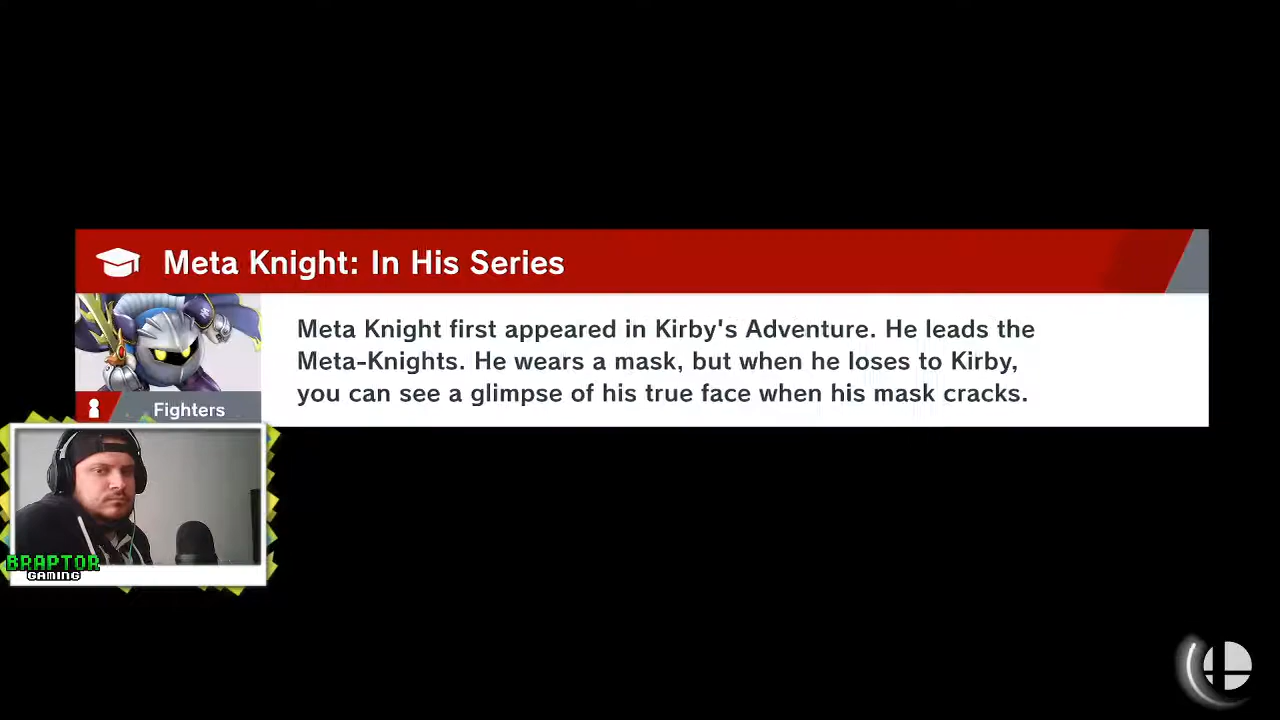 Meta Knight: In His Series
Meta Knight first appeared in Kirby's Adventure. He leads the
Meta-Knights. He wears a mask, but when he loses to Kirby,
you can see a glimpse of his true face when his mask cracks.
Fighters
BRAPTOR
GAMING